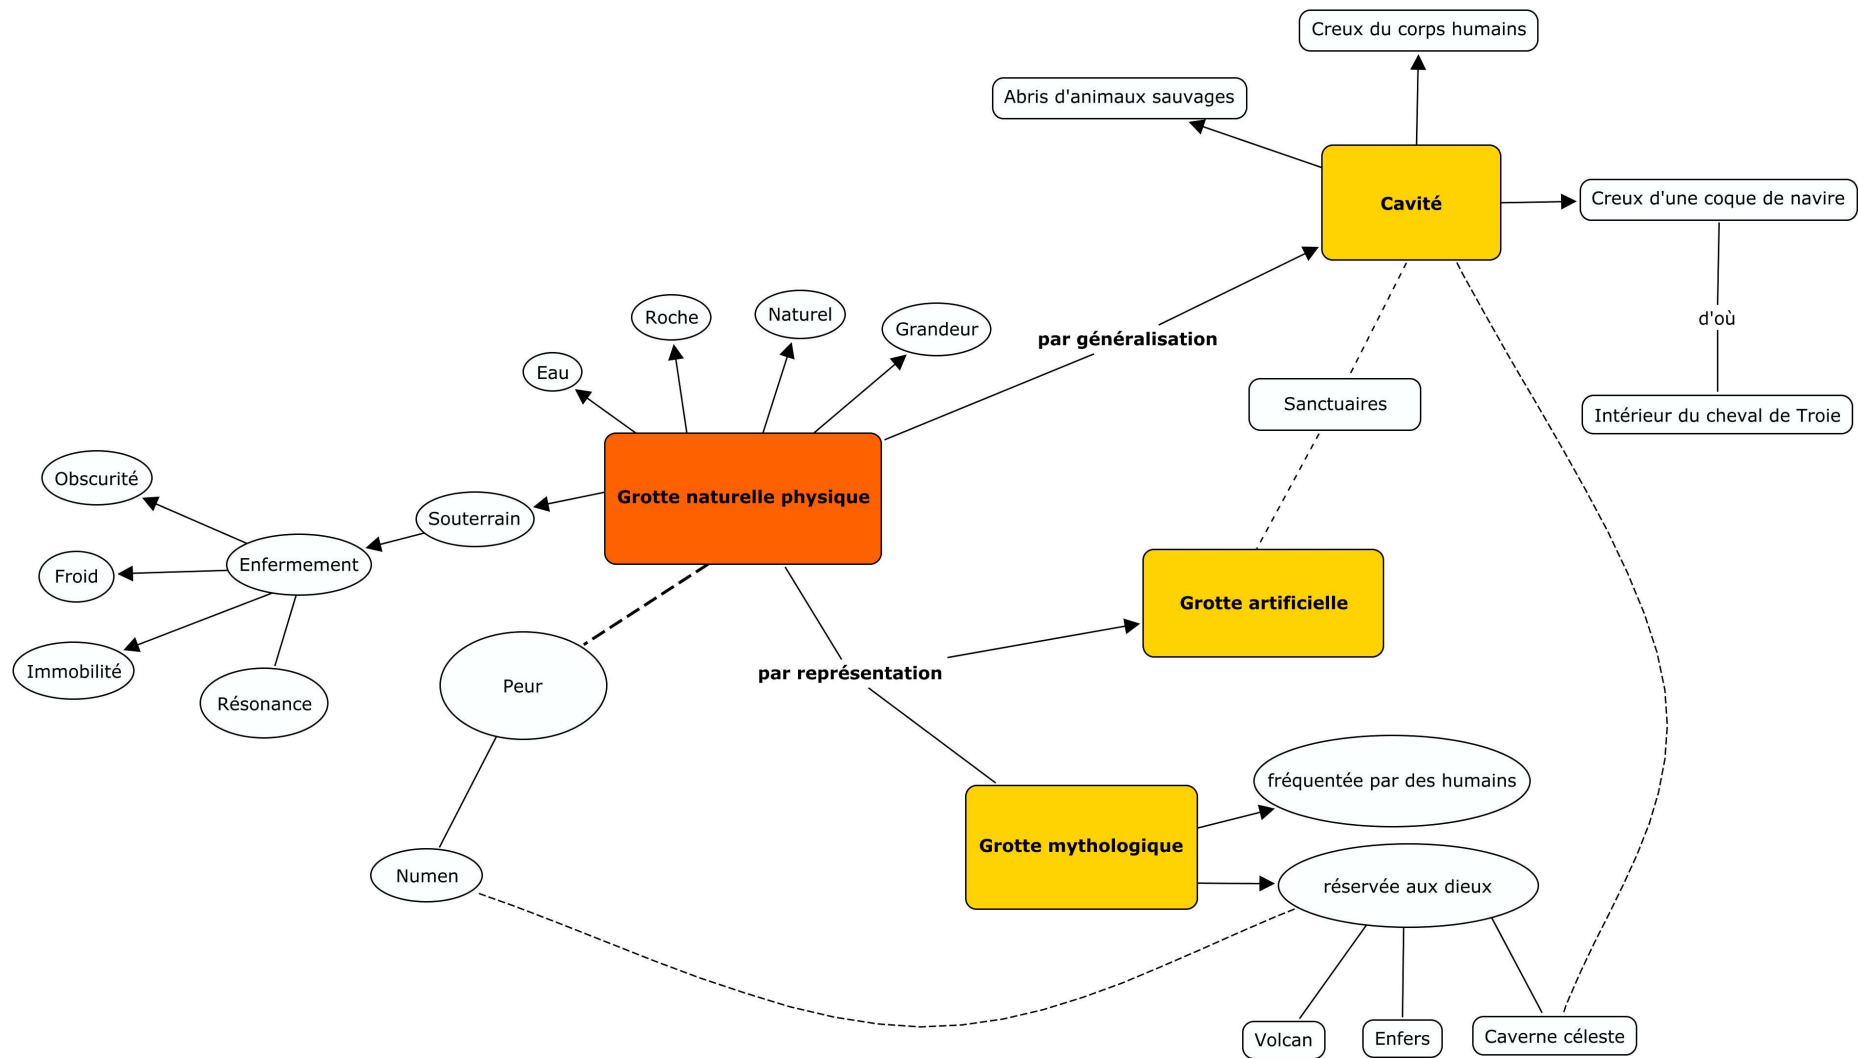 Creux du corps humains
Abris d'animaux sauvages
Cavité
Creux d'une coque de navire
Roche
Naturel
Grandeur
d'où
par généralisation
Eau
Sanctuaires
Intérieur du cheval de Troie
Obscurité
Grotte naturelle physique
Souterrain
Enfermement
Froid
Grotte artificielle
Immobilité
par représentation
Peur
Résonance
fréquentée par des humains
Grotte mythologique
Numen
réservée aux dieux
Volcan
Enfers
Caverne céleste